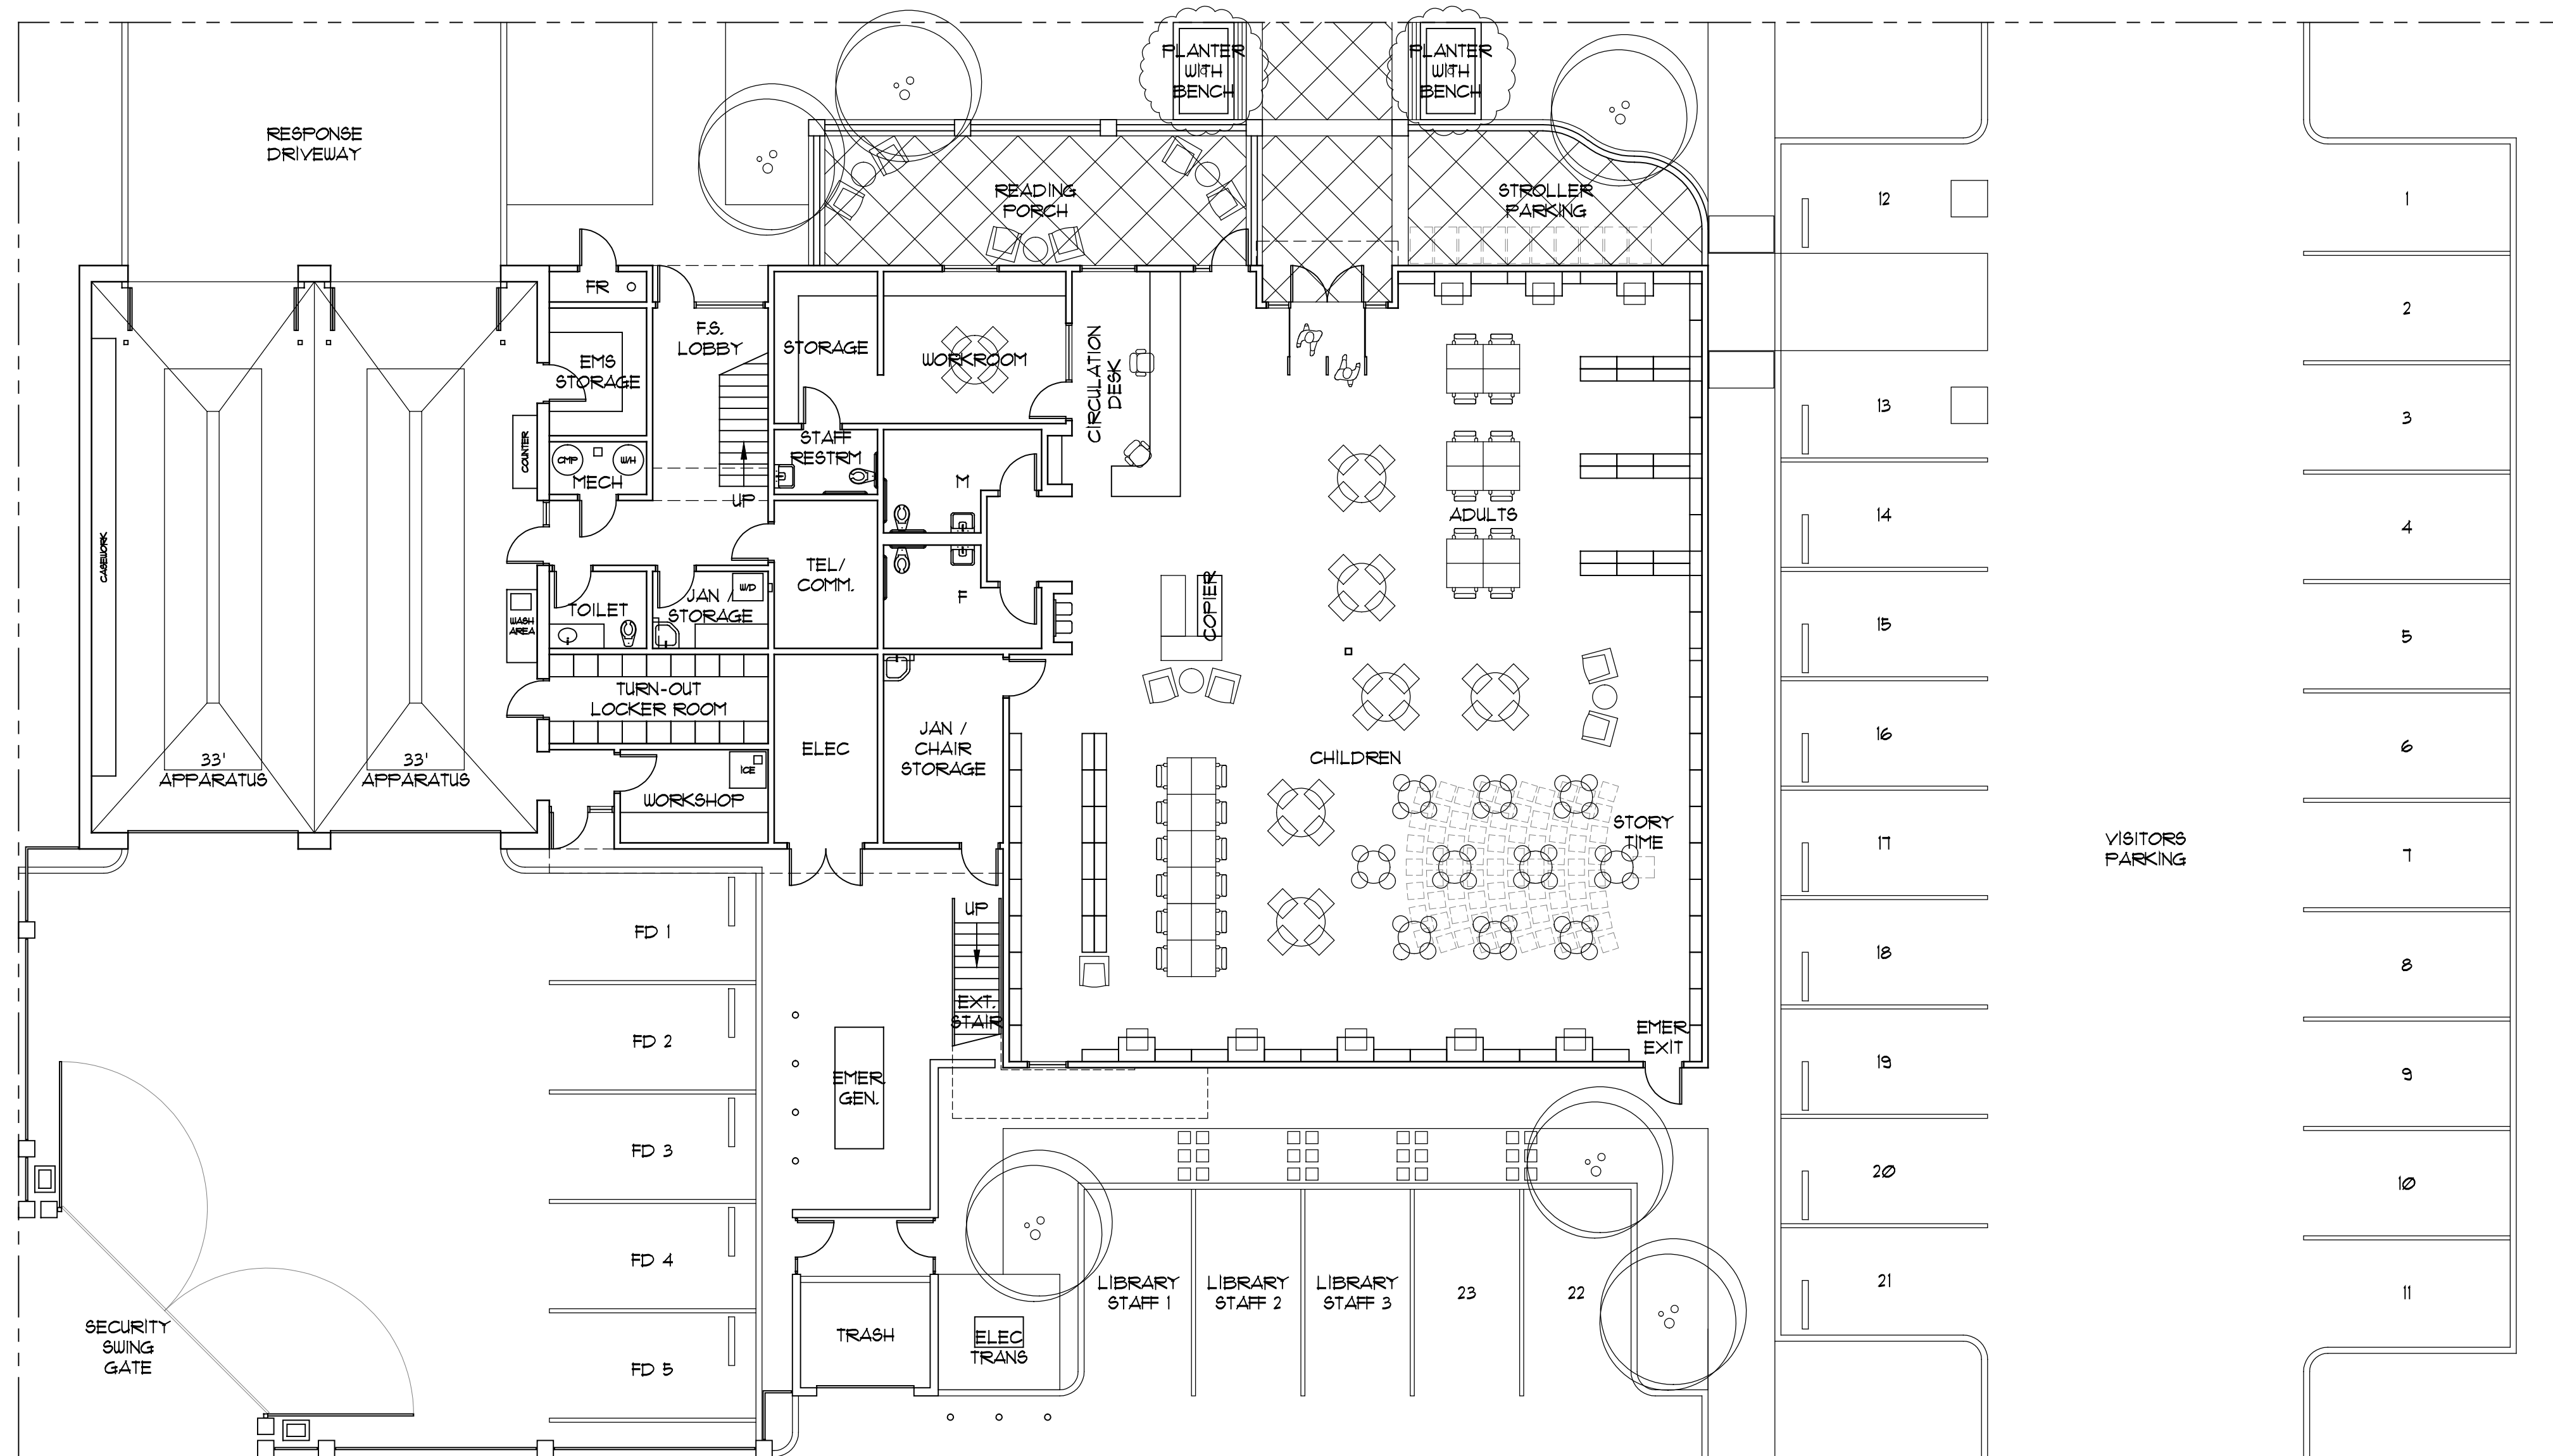 PLANTER
WITH
BENCH
PLANTER
WITH
BENCH
RESPONSE
DRIVEWAY
READING
PORCH
STROLLER
PARKING
12
1
FR
2
F.S.
LOBBY
STORAGE
WORKROOM
CIRCULATION
DESK
EMS
STORAGE
13
3
COUNTER
STAFF
RESTRM
CMP
W/H
MECH
UP
M
ADULTS
14
4
CASEWORK
TEL/
COMM.
W/D
TOILET
JAN /
STORAGE
F
COPIER
WASH
AREA
15
5
TURN-OUT
LOCKER ROOM
JAN /
CHAIR
STORAGE
ELEC
16
6
33'
APPARATUS
33'
APPARATUS
ICE
WORKSHOP
CHILDREN
STORY
TIME
17
VISITORS
PARKING
7
UP
FD 1
18
8
EXT.
STAIR
FD 2
EMER
EXIT
19
9
EMER.
GEN.
FD 3
20
10
FD 4
LIBRARY
STAFF 1
LIBRARY
STAFF 2
LIBRARY
STAFF 3
23
22
21
11
SECURITY
SWING
GATE
TRASH
ELEC
TRANS
FD 5